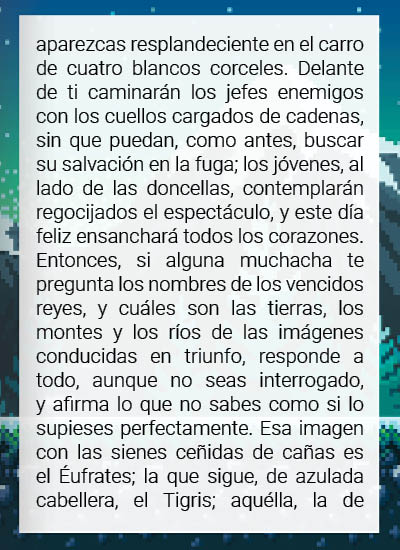 aparezcas resplandeciente en el carro
de cuatro blancos corceles. Delante
de ti caminarán los jefes enemigos
con los cuellos cargados de cadenas,
sin que puedan, como antes, buscar
su salvación en la fuga; los jóvenes, al
lado de las doncellas, contemplarán
regocijados el espectáculo, y este día
feliz ensanchará todos los corazones.
Entonces, si alguna muchacha te
pregunta los nombres de los vencidos
reyes, y cuáles son las tierras, los
montes y los ríos de las imágenes
conducidas en triunfo, responde a
todo, aunque no seas interrogado,
y afirma lo que no sabes como si lo
supieses perfectamente. Esa imagen
con las sienes ceñidas de cañas es
el Éufrates; la que sigue, de azulada
cabellera, el Tigris; aquélla, la de